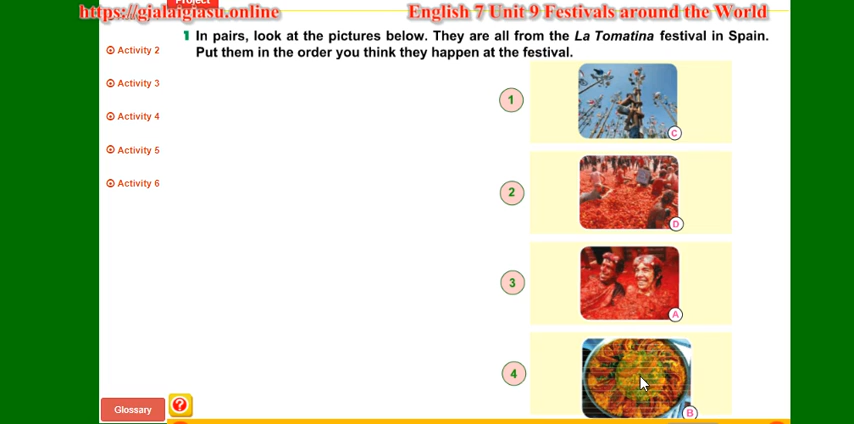 Project
https://gjalaigiasu.online English 7 Unit 9 Festivals around the World
1 In pairs, look at the pictures below. They are all from the La Tomatina festival in Spain.
Put them in the order you think they happen at the festival.
Activity 2
Activity 3
Activity 4
Activity 5
Activity 6
1
C
2
D
3
A
4
B
Glossary
?